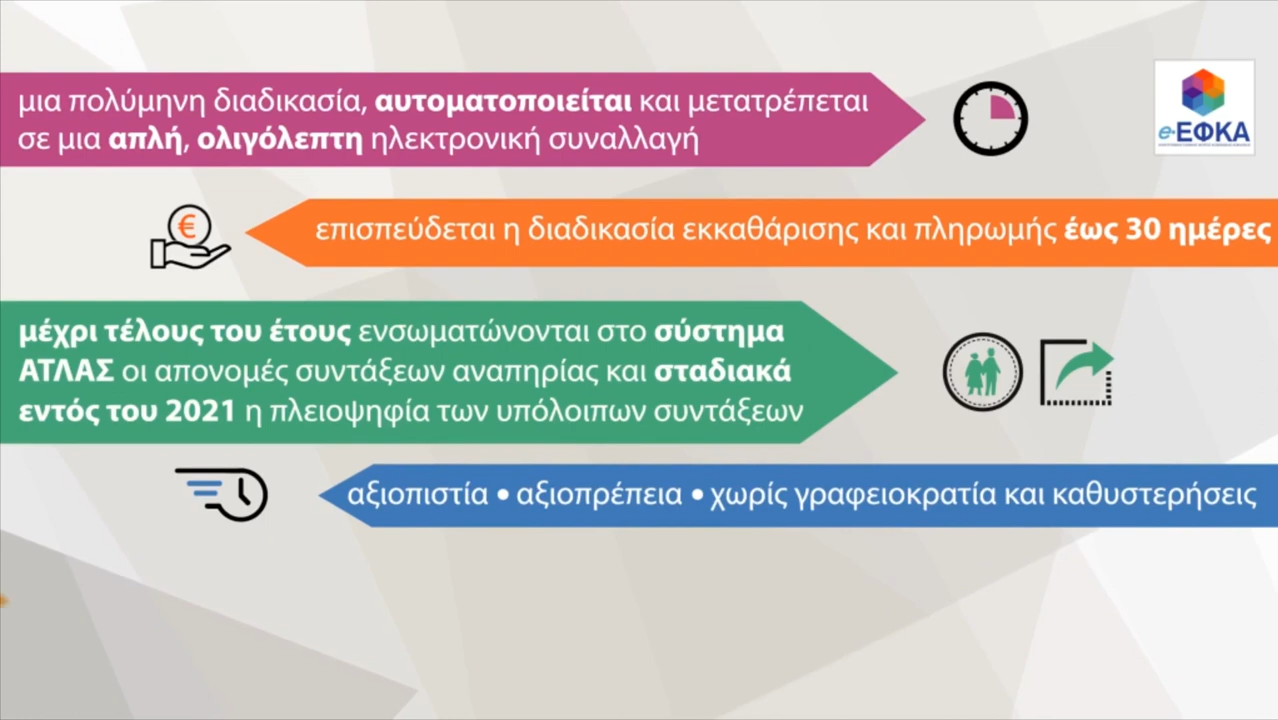 μια πολύμηνη διαδικασία, αυτοματοποιείται και μετατρέπεται
σε μια απλή, ολιγόλεπτη ηλεκτρονική συναλλαγή
e-ΕΦΚΑ
€
επισπεύδεται η διαδικασία εκκαθάρισης και πληρωμής έως 30 ημέρες
μέχρι τέλους του έτους ενσωματώνονται στο σύστημα
ΑΤΛΑΣ οι απονομές συντάξεων αναπηρίας και σταδιακά
εντός του 2021 η πλειοψηφία των υπόλοιπων συντάξεων
αξιοπιστία • αξιοπρέπεια • χωρίς γραφειοκρατία και καθυστερήσεις